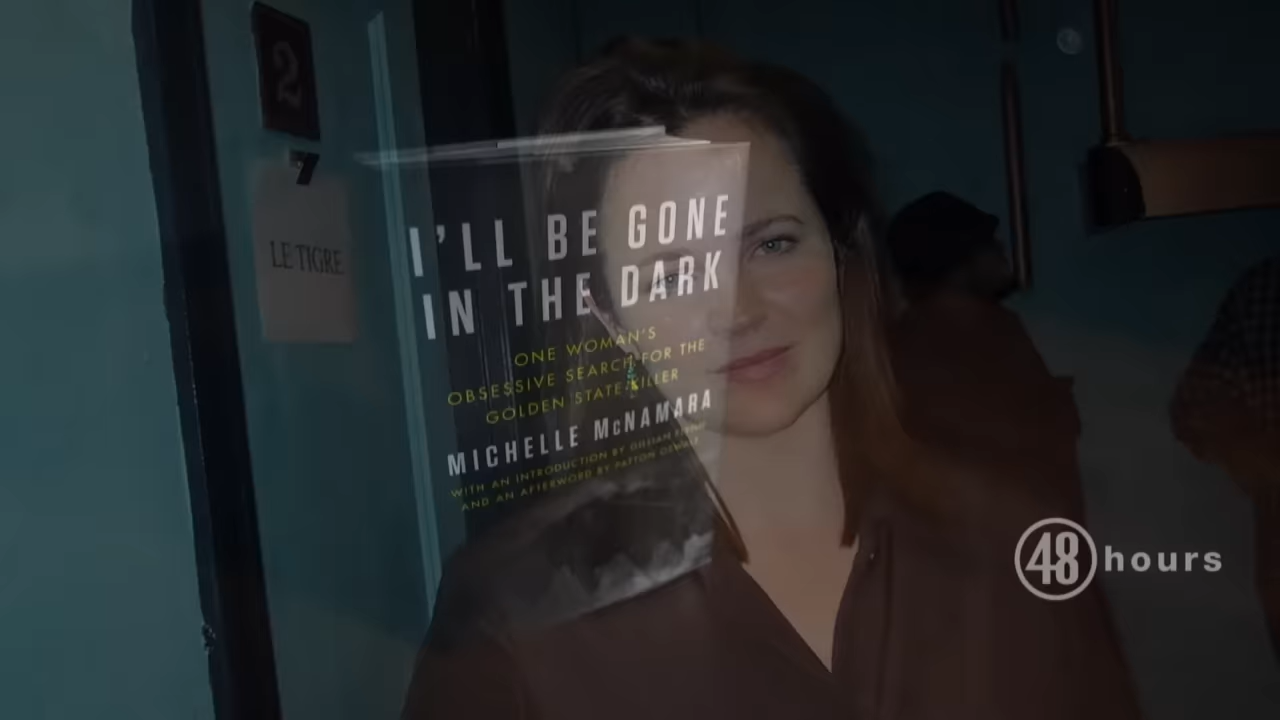 2
LE TIGRE
I'LL BE GONE
IN THE DARK
ONE WOMAN'S
OBSESSIVE SEARCH FOR THE
GOLDEN STATE KILLER
MICHELLE McNAMARA
WITH AN INTRODUCTION BY GILLIAN FLYNN
AND AN AFTERWORD BY PATTON OSWALT
48 hours